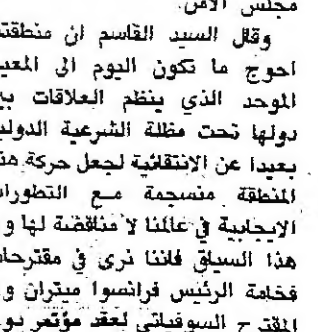 مجلس الأمن.
وقال السيد القاسم ان منطقتنا
احوج ما تكون اليوم الى المعيار
الموحد الذي ينظم العلاقات بين
دولها تحت مظلة الشرعية الدولية
بعيدا عن الانتقائية لجعل حركة هذه
المنطقة منسجمة مع التطورات
الايجابية في عالمنا لا مناقضة لها و
هذا السياق فاننا نرى في مقترحات
فخامة الرئيس فرانسوا ميتران و
المقترح السوفياتي لعقد مؤتمر